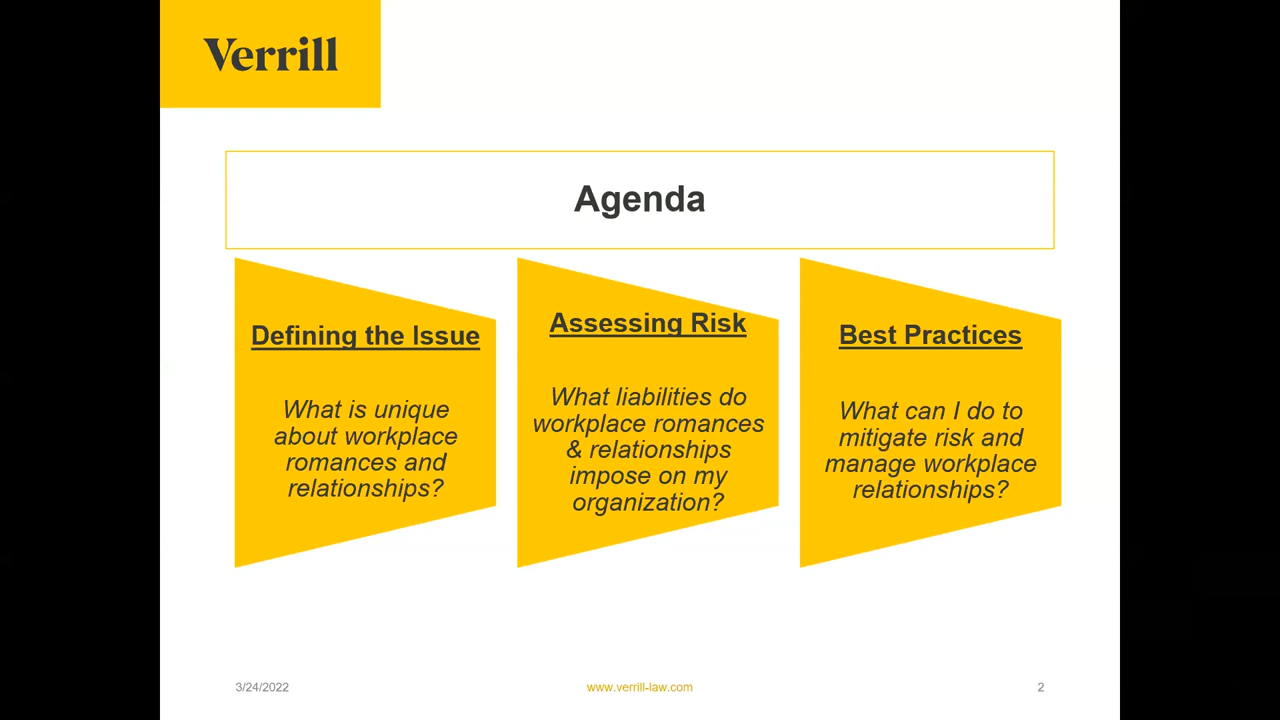 Verrill
Agenda
Defining the Issue
What is unique
about workplace
romances and
relationships?
Assessing Risk
What liabilities do
workplace romances
& relationships
impose on my
organization?
Best Practices
What can I do to
mitigate risk and
manage workplace
relationships?
3/24/2022
www.verrill-law.com
2